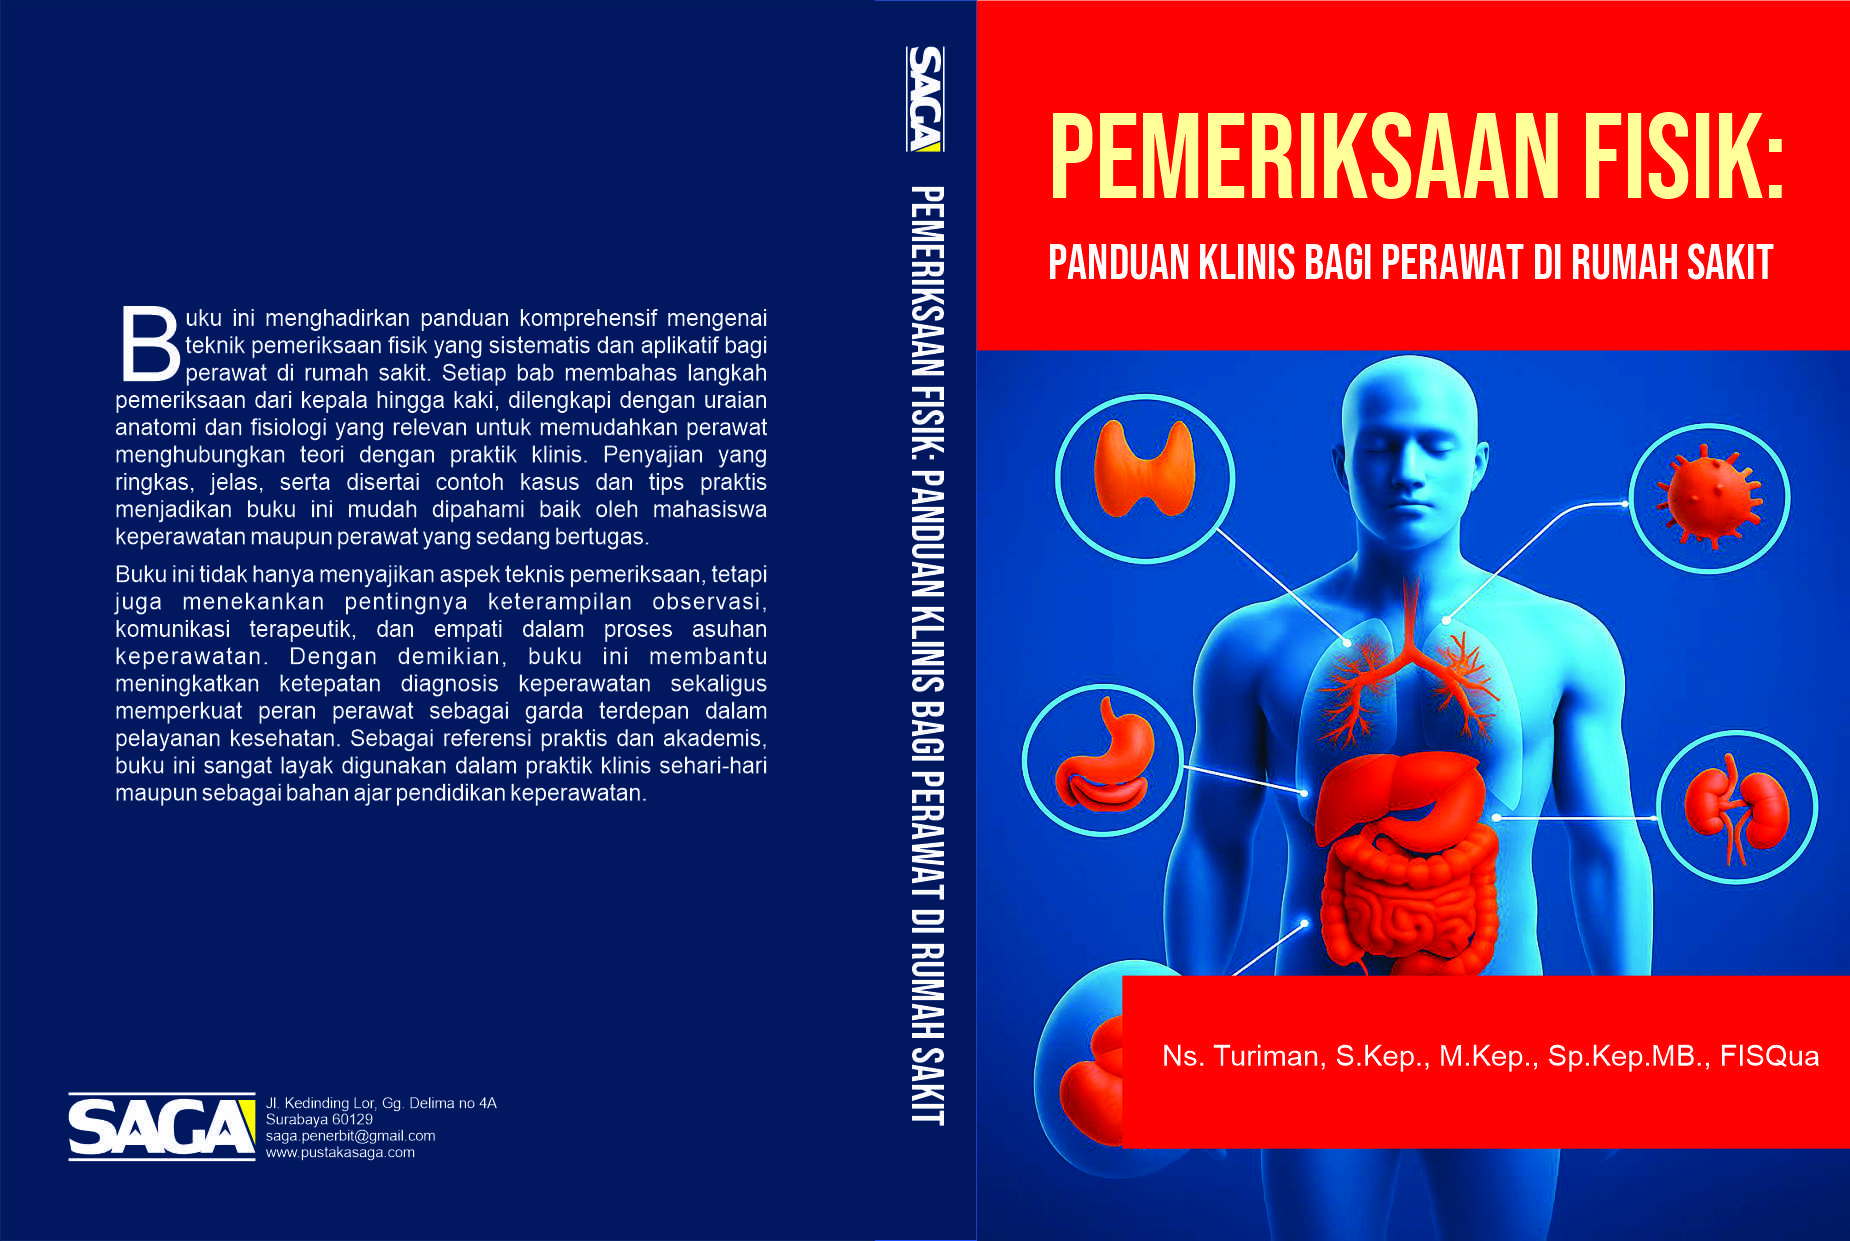 Buku ini menghadirkan panduan komprehensif mengenai
teknik pemeriksaan fisik yang sistematis dan aplikatif bagi
perawat di rumah sakit. Setiap bab membahas langkah
pemeriksaan dari kepala hingga kaki, dilengkapi dengan uraian
anatomi dan fisiologi yang relevan untuk memudahkan perawat
menghubungkan teori dengan praktik klinis. Penyajian yang
ringkas, jelas, serta disertai contoh kasus dan tips praktis
menjadikan buku ini mudah dipahami baik oleh mahasiswa
keperawatan maupun perawat yang sedang bertugas.
Buku ini tidak hanya menyajikan aspek teknis pemeriksaan, tetapi
juga menekankan pentingnya keterampilan observasi,
komunikasi terapeutik, dan empati dalam proses asuhan
keperawatan. Dengan demikian, buku ini membantu
meningkatkan ketepatan diagnosis keperawatan sekaligus
memperkuat peran perawat sebagai garda terdepan dalam
pelayanan kesehatan. Sebagai referensi praktis dan akademis,
buku ini sangat layak digunakan dalam praktik klinis sehari-hari
maupun sebagai bahan ajar pendidikan keperawatan.
SAGA
Jl. Kedinding Lor, Gg. Delima no 4A
Surabaya 60129
saga.penerbit@gmail.com
www.pustakasaga.com
SAGA
PEMERIKSAAN FISIK: PANDUAN KLINIS BAGI PERAWAT DI RUMAH SAKIT
PEMERIKSAAN FISIK:
PANDUAN KLINIS BAGI PERAWAT DI RUMAH SAKIT
Ns. Turiman, S.Kep., M.Kep., Sp.Kep.MB., FISQua